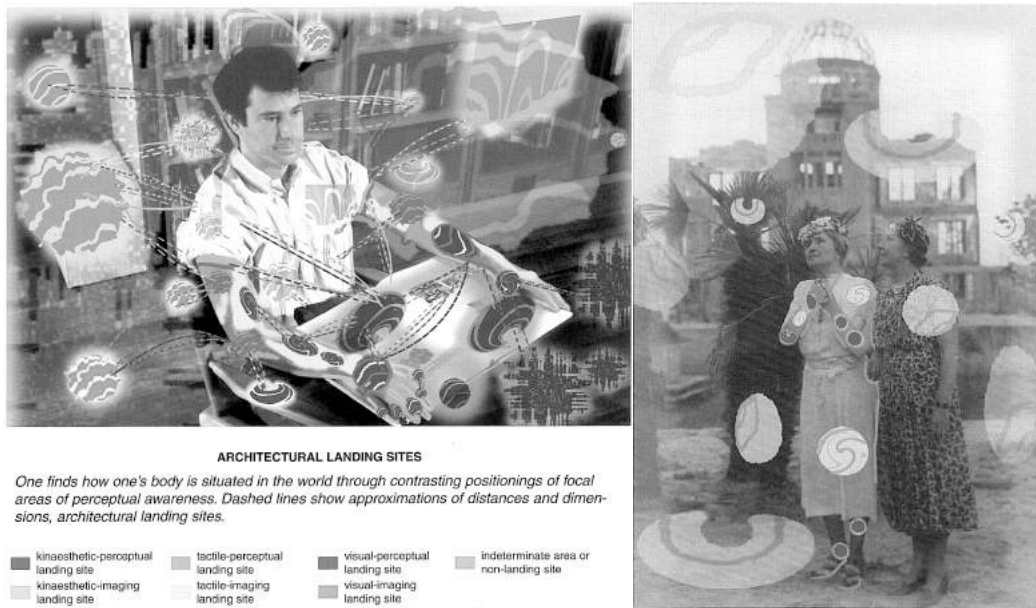 ARCHITECTURAL LANDING SITES
One finds how one's body is situated in the world through contrasting positionings of focal
areas of perceptual awareness. Dashed lines show approximations of distances and dimen-
sions, architectural landing sites.
kinaesthetic-perceptual
landing site
tactile-perceptual
landing site
visual-perceptual
landing site
indeterminate area or
non-landing site
kinaesthetic-imaging
landing site
tactile-imaging
landing site
visual-imaging
landing site